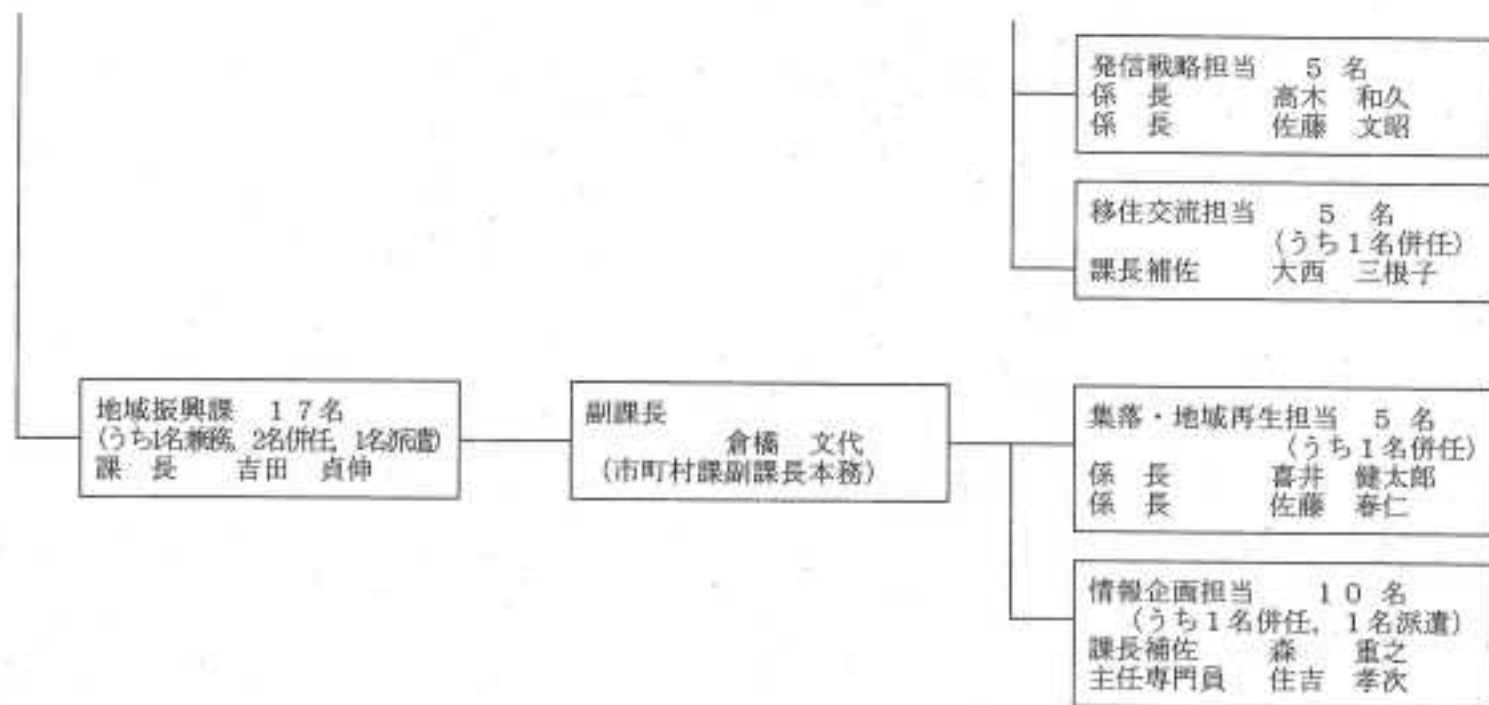 発信戦略担当　５ 名
係　長　　　高木　和久
係　長　　　佐藤　文昭
移住交流担当　５　名
(うち１名併任)
課長補佐　　大西　三根子
地域振興課　１７名
(うち1名兼務，2名併任，1名派遣)
課　長　　吉田　貞伸
副課長
倉橋　文代
(市町村課副課長本務)
集落・地域再生担当　５ 名
(うち１名併任)
係　長　　　喜井　健太郎
係　長　　　佐藤　春仁
情報企画担当　１０ 名
(うち１名併任，１名派遣)
課長補佐　　森　　重之
主任専門員　住吉　孝次